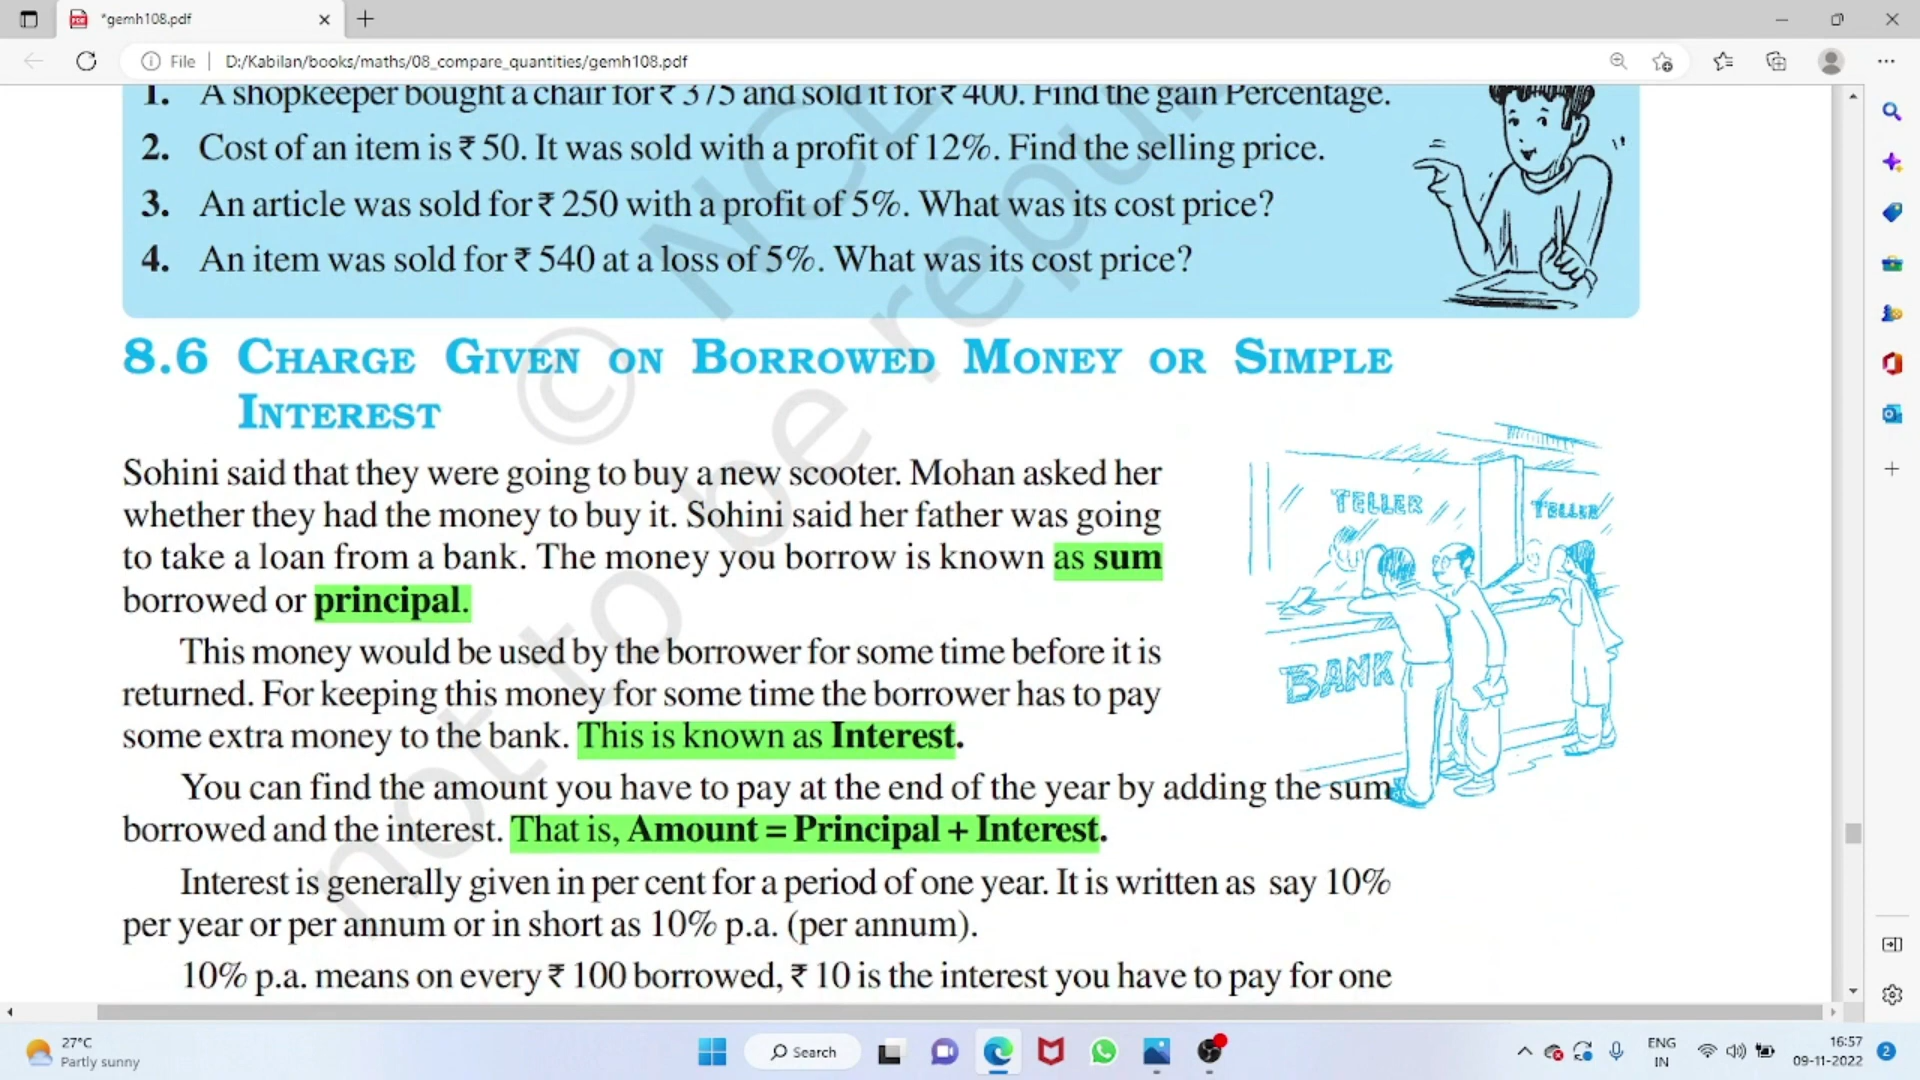 *gemh108.pdf
File
D:/Kabilan/books/maths/08_compare_quantities/gemh108.pdf
1. A shopkeeper bought a chair for ₹ 375 and sold it for ₹ 400. Find the gain Percentage.
2. Cost of an item is ₹ 50. It was sold with a profit of 12%. Find the selling price.
3. An article was sold for ₹ 250 with a profit of 5%. What was its cost price?
4. An item was sold for ₹ 540 at a loss of 5%. What was its cost price?
8.6 CHARGE GIVEN ON BORROWED MONEY OR SIMPLE
INTEREST
Sohini said that they were going to buy a new scooter. Mohan asked her
whether they had the money to buy it. Sohini said her father was going
to take a loan from a bank. The money you borrow is known as sum
borrowed or principal.
This money would be used by the borrower for some time before it is
returned. For keeping this money for some time the borrower has to pay
some extra money to the bank. This is known as Interest.
You can find the amount you have to pay at the end of the year by adding the sum
borrowed and the interest. That is, Amount = Principal + Interest.
Interest is generally given in per cent for a period of one year. It is written as say 10%
per year or per annum or in short as 10% p.a. (per annum).
10% p.a. means on every ₹ 100 borrowed, ₹ 10 is the interest you have to pay for one
TELLER
TELLER
BANK
© NCE
not to be repu
27°C
Partly sunny
Search
ENG
IN
16:57
09-11-2022
2